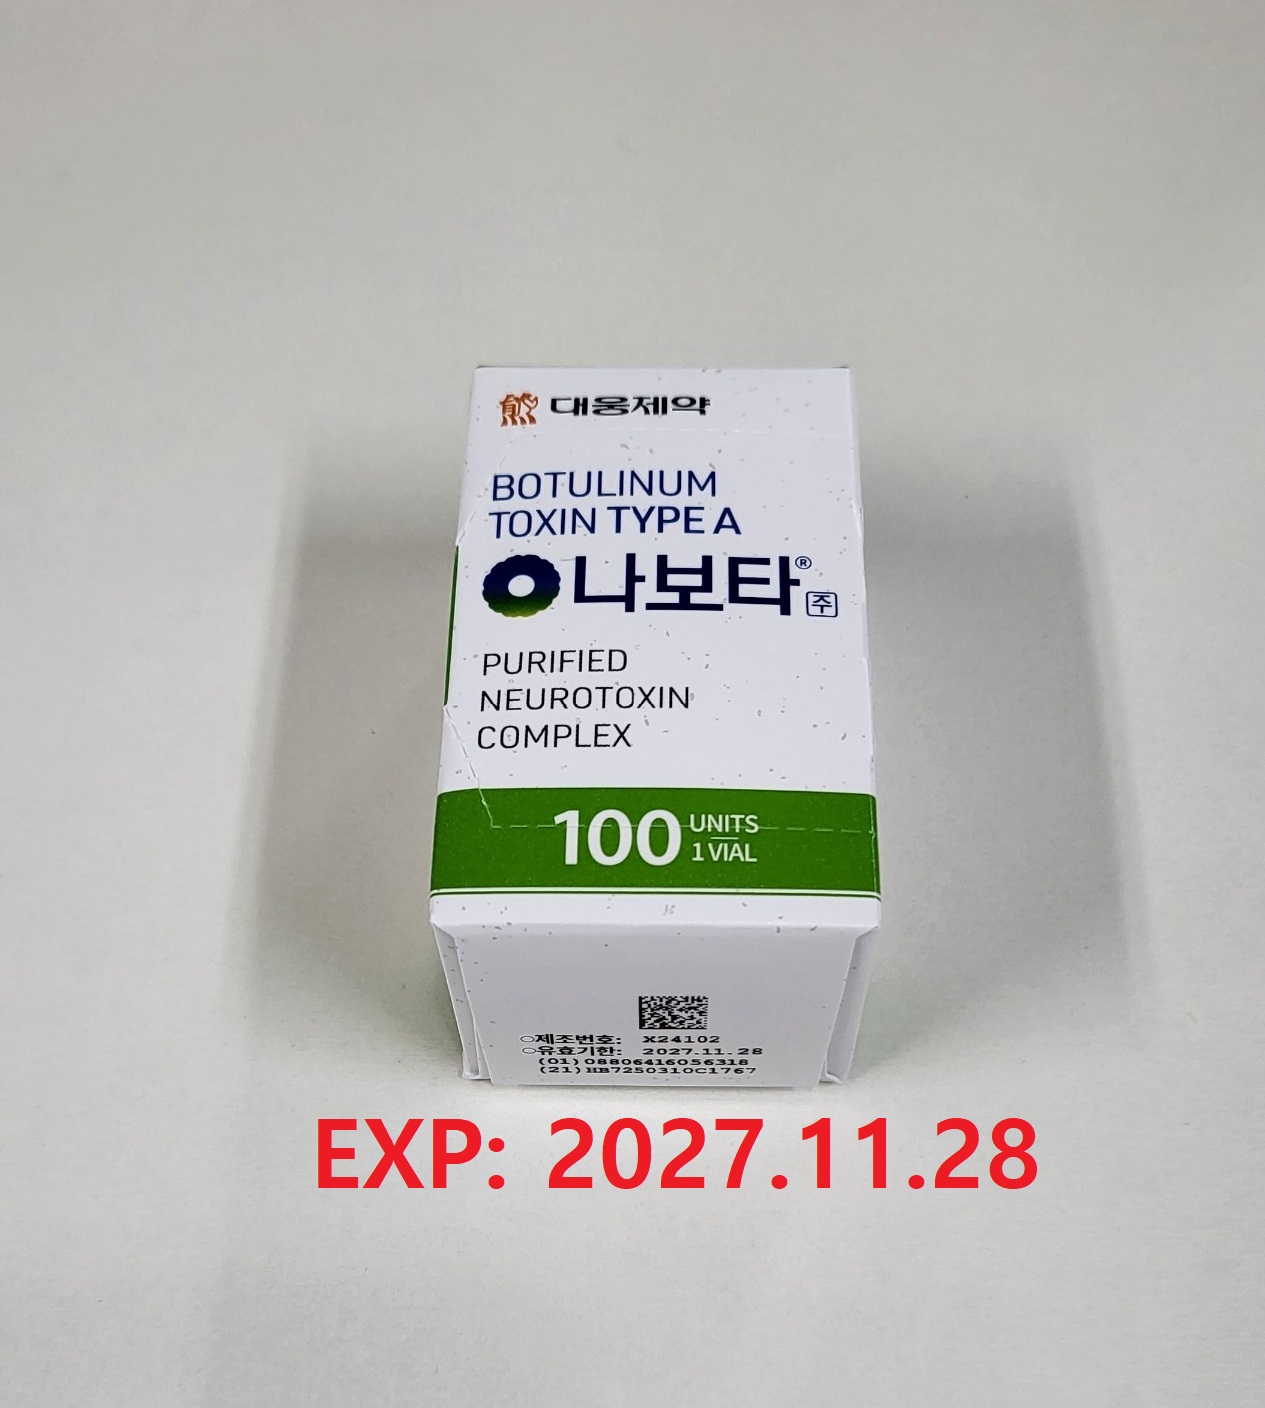 대웅제약
BOTULINUM
TOXIN TYPE A
나보타® 주
PURIFIED
NEUROTOXIN
COMPLEX
100 UNITS
1 VIAL
○제조번호: X24102
○유효기한: 2027.11.28
(01)08806416056318
(21)HB7250310C1767
EXP: 2027.11.28